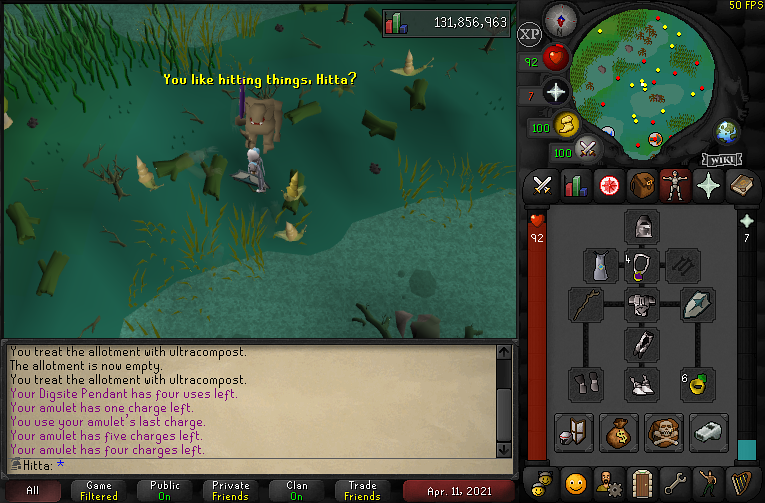 50 FPS
131,856,963
XP
You like hitting things, Hitta?
92
7
100
100
WIKI
92
7
4
6
You treat the allotment with ultracompost.
The allotment is now empty.
You treat the allotment with ultracompost.
Your Digsite Pendant has four uses left.
Your amulet has one charge left.
You use your amulet's last charge.
Your amulet has five charges left.
Your amulet has four charges left.
Hitta: *
All
Game
Filtered
Public
On
Private
Friends
Clan
On
Trade
Friends
Apr. 11, 2021